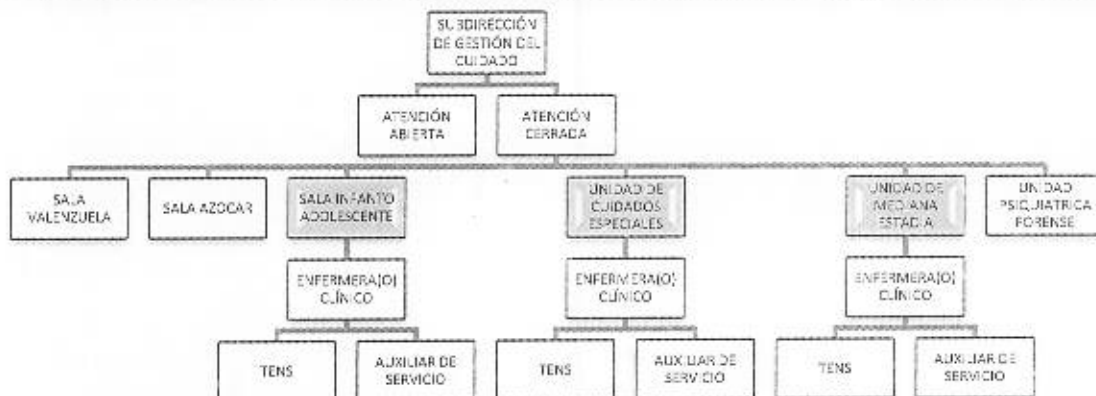 SUBDIRECCIÓN
DE GESTIÓN DEL
CUIDADO
ATENCIÓN
ABIERTA
ATENCIÓN
CERRADA
SALA
VALENZUELA
SALA AZOCAR
SALA INFANTO
ADOLESCENTE
UNIDAD DE
CUIDADOS
ESPECIALES
UNIDAD DE
MEDIANA
ESTADIA
UNIDAD
PSIQUIATRICA
FORENSE
ENFERMERA(O)
CLÍNICO
ENFERMERA(O)
CLÍNICO
ENFERMERA(O)
CLÍNICO
TENS
AUXILIAR DE
SERVICIO
TENS
AUXILIAR DE
SERVICIO
TENS
AUXILIAR DE
SERVICIO